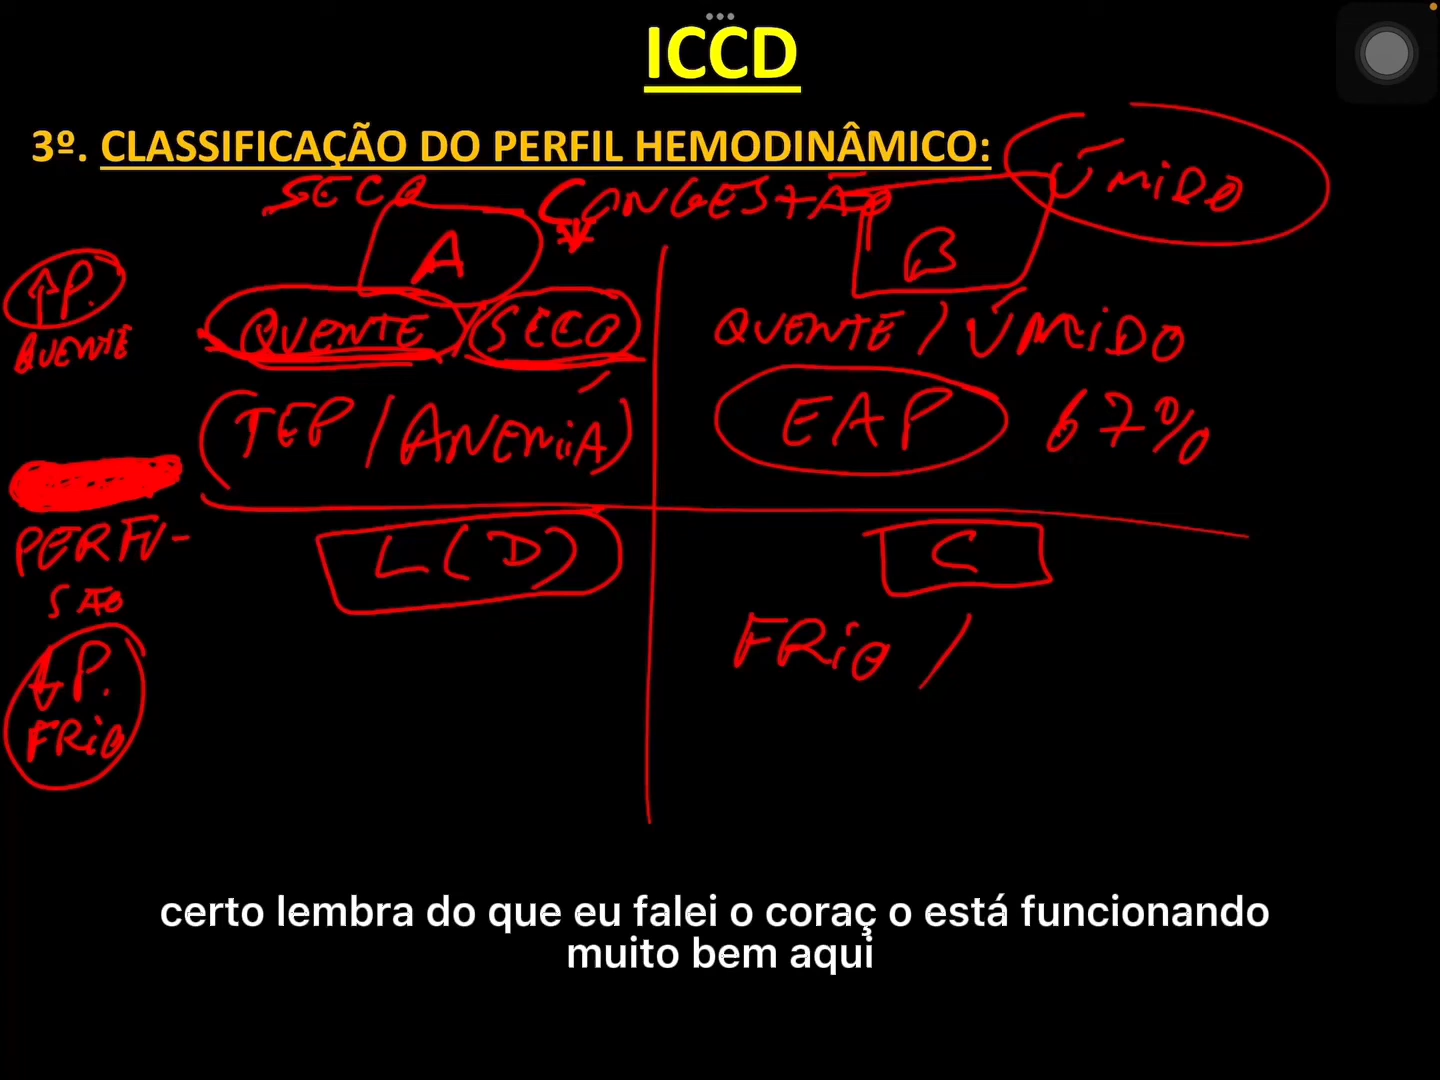 ICCD
3º. CLASSIFICAÇÃO DO PERFIL HEMODINÂMICO:
SECO CONGESTÃO ÚMIDO
A B
↑P.
QUENTE
QUENTE / SECO QUENTE / ÚMIDO
(TEP / ANEMIA) EAP 67%
PERFU-
SÃO
L (D) C
↓P.
FRIO
FRIO /
certo lembra do que eu falei o coraç o está funcionando
muito bem aqui